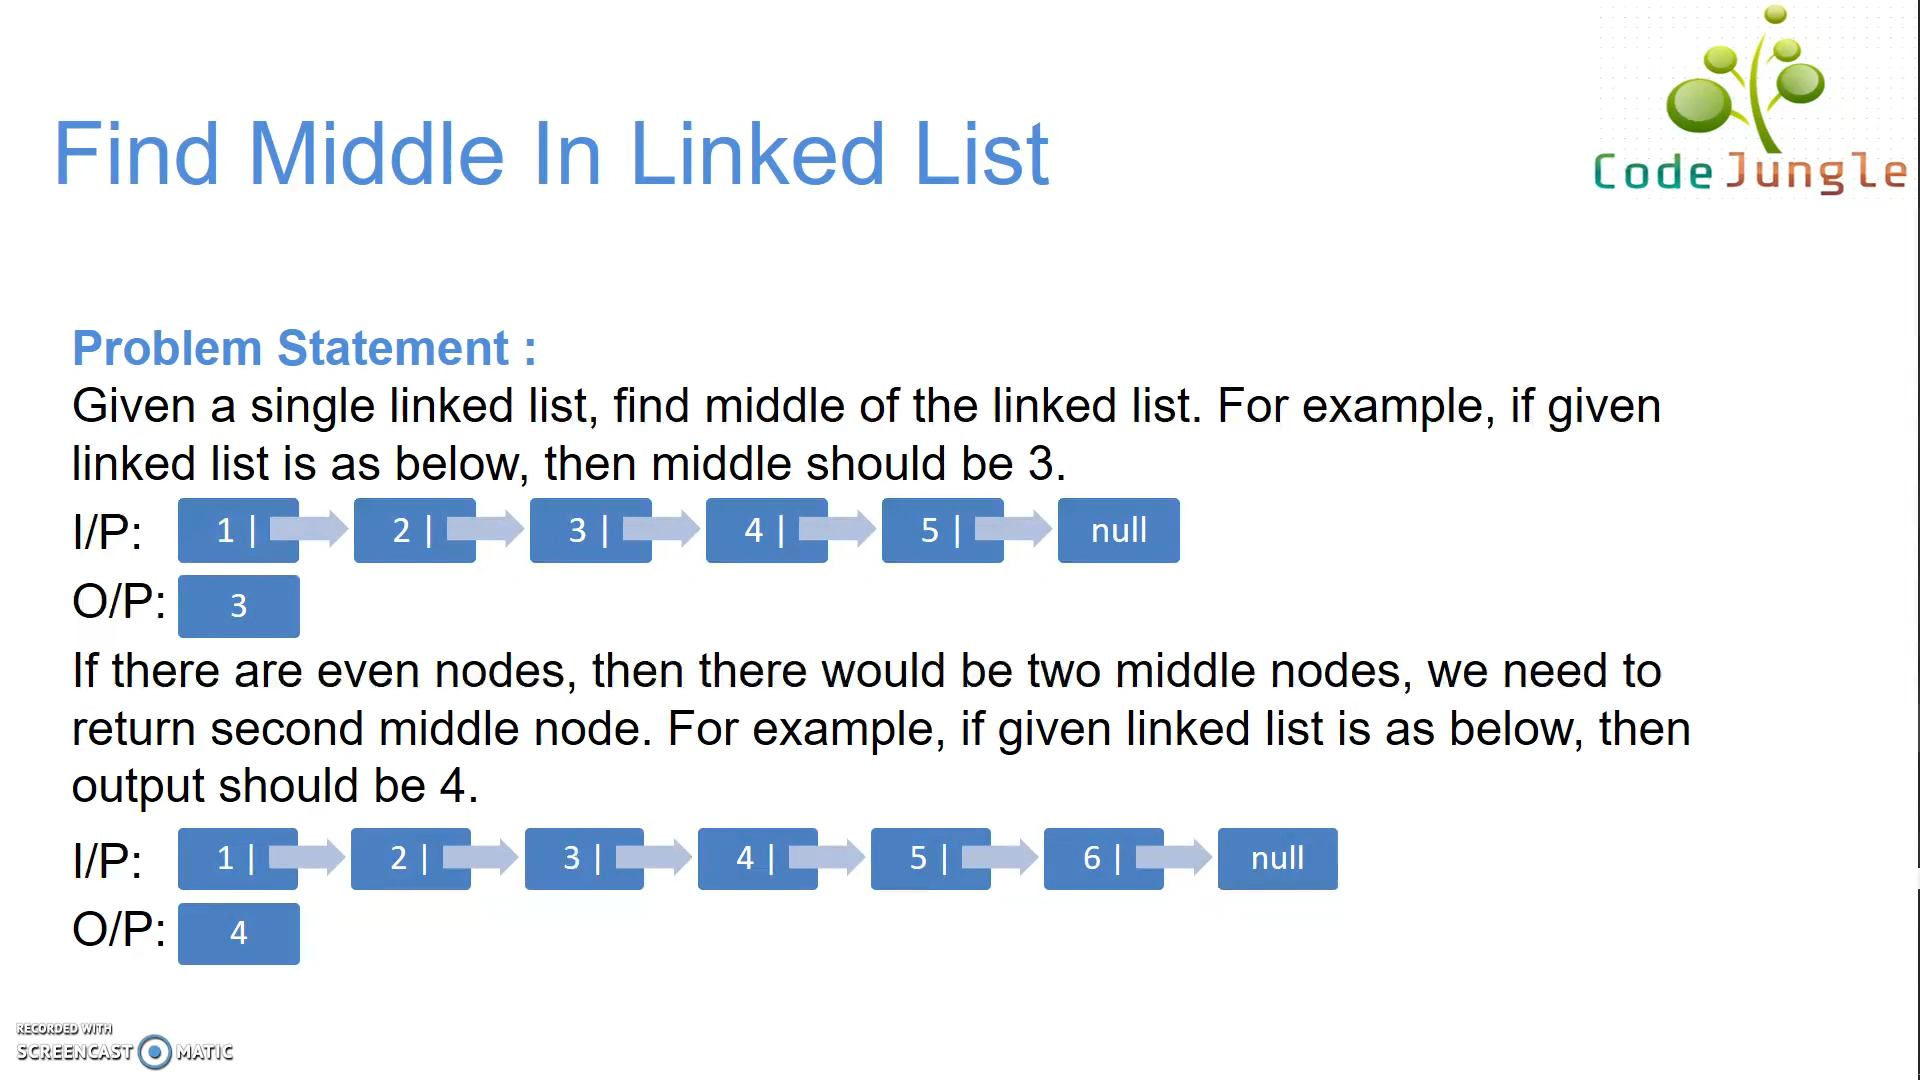 Code Jungle
Find Middle In Linked List
Problem Statement :
Given a single linked list, find middle of the linked list. For example, if given
linked list is as below, then middle should be 3.
I/P: 1 | 2 | 3 | 4 | 5 | null
O/P: 3
If there are even nodes, then there would be two middle nodes, we need to
return second middle node. For example, if given linked list is as below, then
output should be 4.
I/P: 1 | 2 | 3 | 4 | 5 | 6 | null
O/P: 4
RECORDED WITH
SCREENCAST MATIC